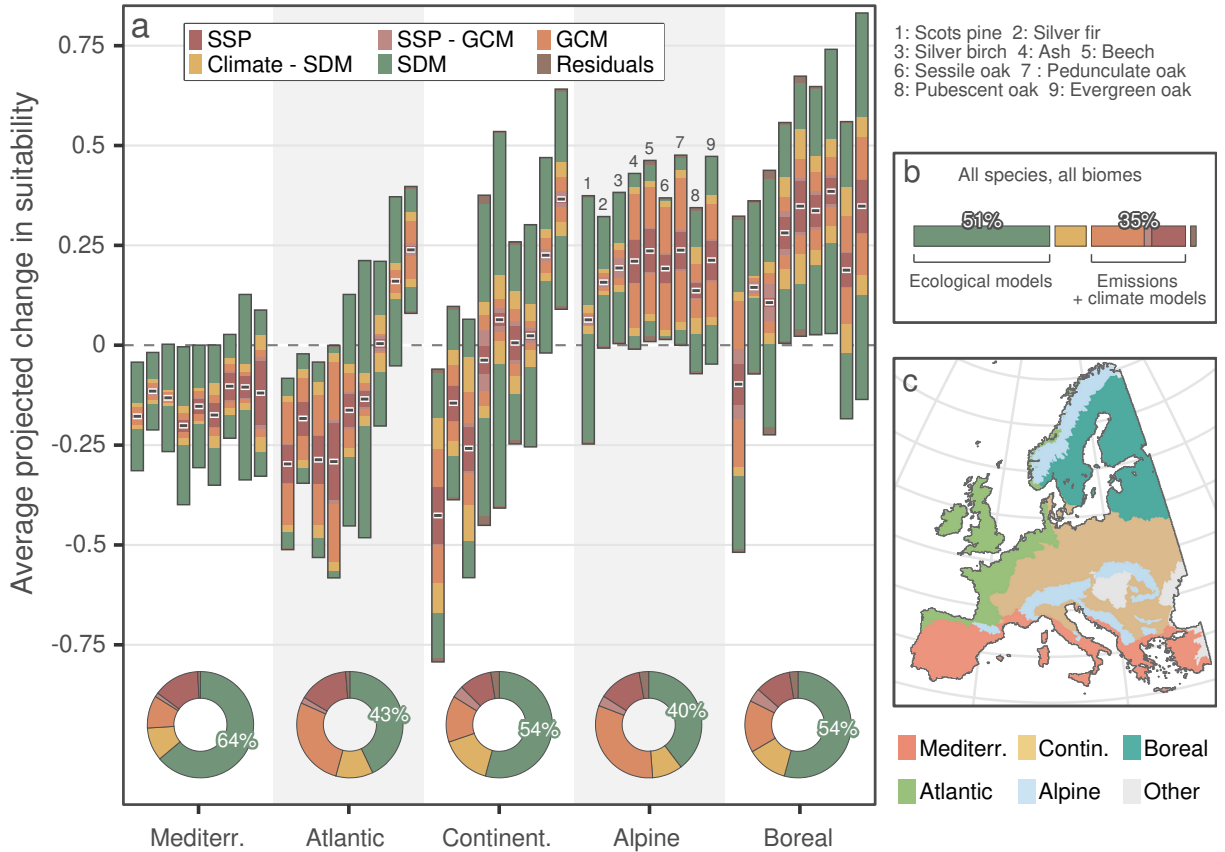 a
SSP
SSP - GCM
GCM
Climate - SDM
SDM
Residuals
Average projected change in suitability
0.75
0.5
0.25
0
-0.25
-0.5
-0.75
1
2
3
4
5
6
7
8
9
64%
43%
54%
40%
54%
Mediterr.
Atlantic
Continent.
Alpine
Boreal
1: Scots pine 2: Silver fir
3: Silver birch 4: Ash 5: Beech
6: Sessile oak 7 : Pedunculate oak
8: Pubescent oak 9: Evergreen oak
b
All species, all biomes
51%
35%
Ecological models
Emissions
+ climate models
c
Mediterr.
Contin.
Boreal
Atlantic
Alpine
Other